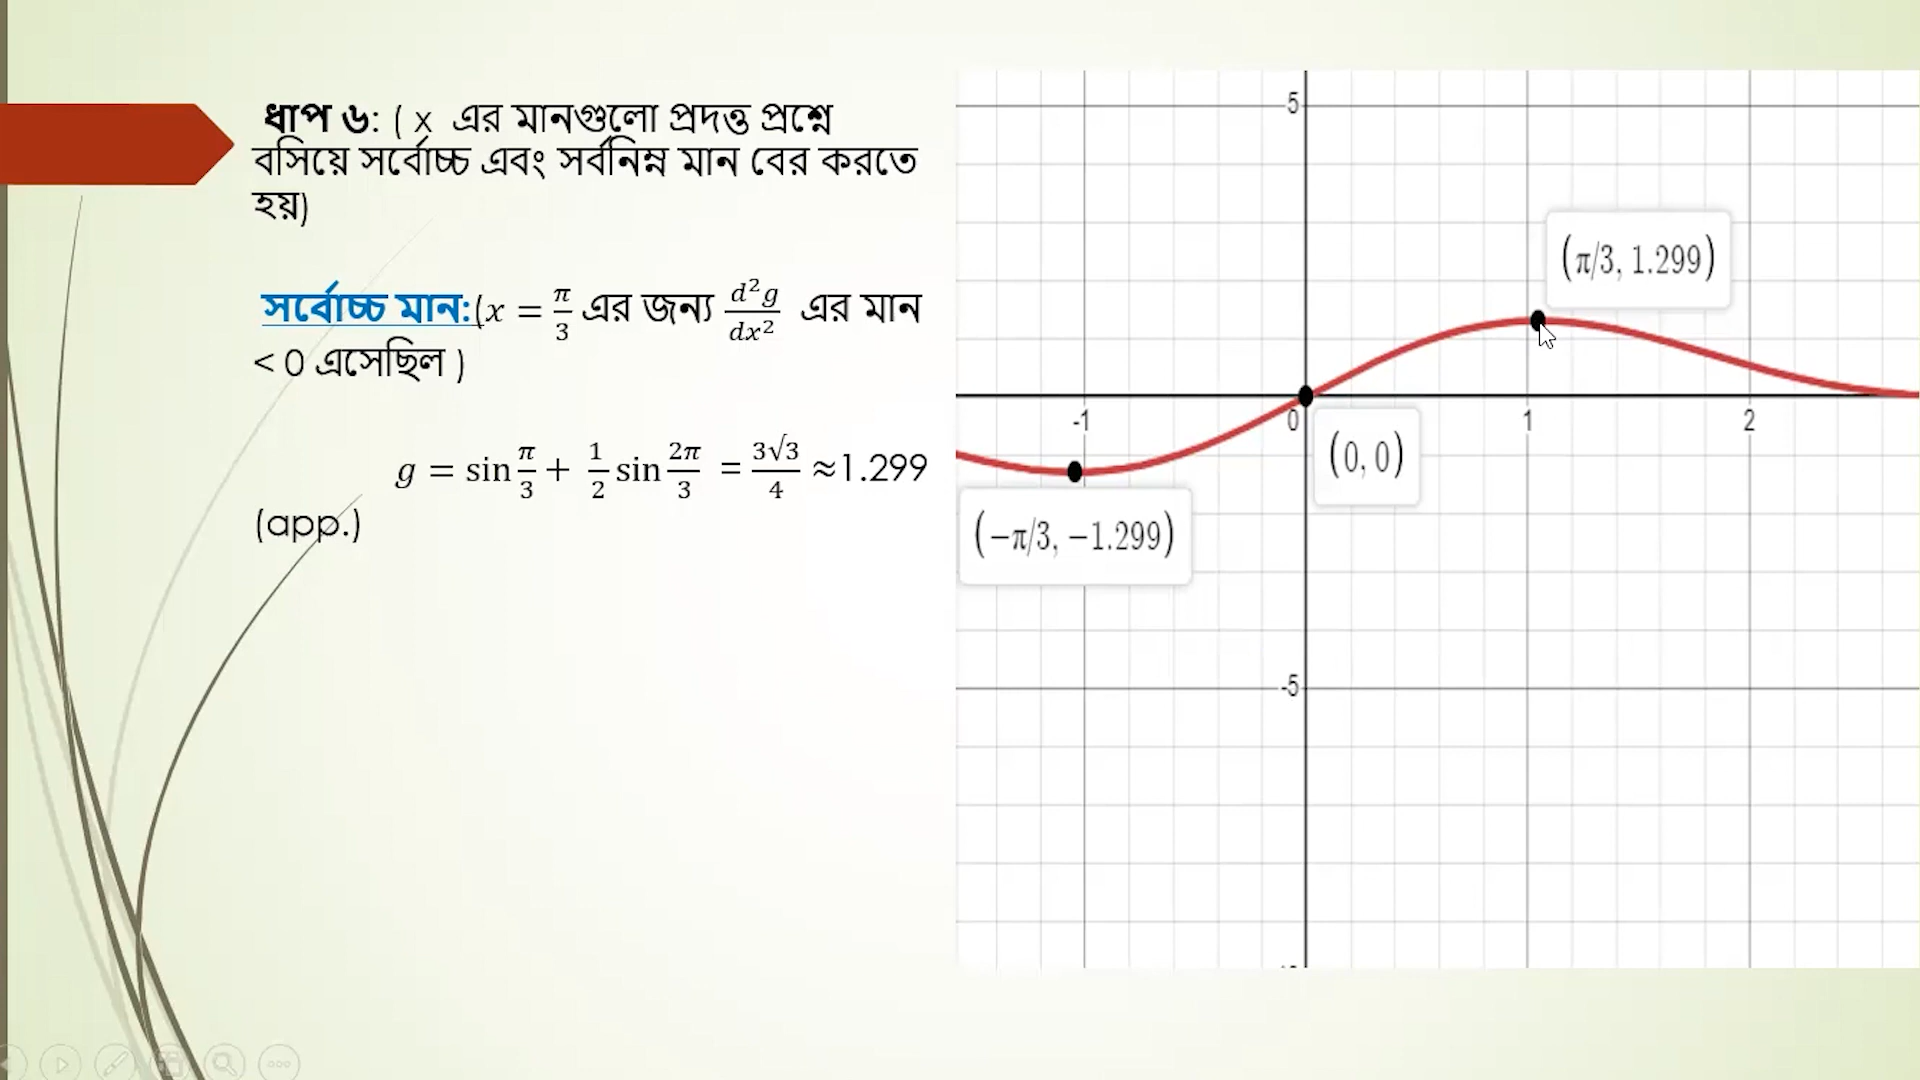 ধাপ ৬: ( x এর মানগুলো প্রদত্ত প্রশ্নে
বসিয়ে সর্বোচ্চ এবং সর্বনিম্ন মান বের করতে
হয়)
সর্বোচ্চ মান:(x = π/3 এর জন্য d²g/dx² এর মান
< 0 এসেছিল )
g = sin π/3 + 1/2 sin 2π/3 = 3√3/4 ≈1.299
(app.)
5
(π/3, 1.299)
-1
0
1
2
(0, 0)
(−π/3, −1.299)
-5